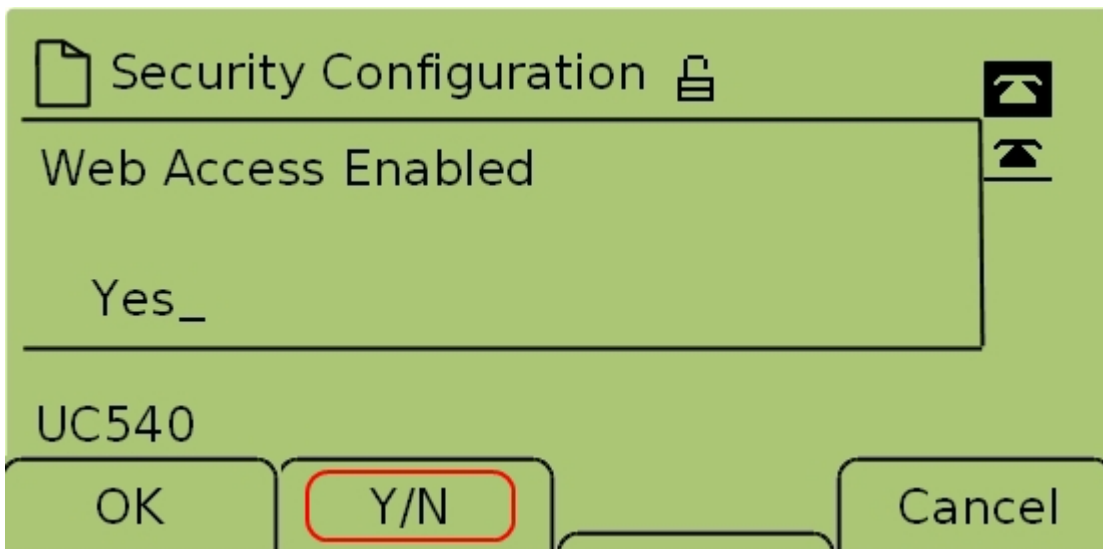 Security Configuration
Web Access Enabled
Yes_
UC540
OK Y/N Cancel